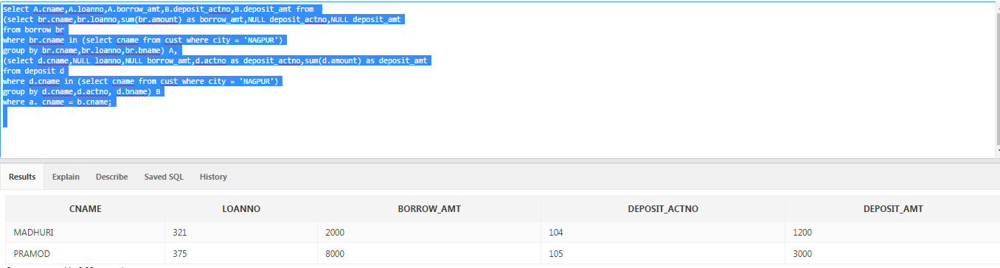 select A.cname,A.loanno,A.borrow_amt,B.deposit_actno,B.deposit_amt from
(select br.cname,br.loanno,sum(br.amount) as borrow_amt,NULL deposit_actno,NULL deposit_amt
from borrow br
where br.cname in (select cname from cust where city = 'NAGPUR')
group by br.cname,br.loanno,br.bname) A,
(select d.cname,NULL loanno,NULL borrow_amt,d.actno as deposit_actno,sum(d.amount) as deposit_amt
from deposit d
where d.cname in (select cname from cust where city = 'NAGPUR')
group by d.cname,d.actno, d.bname) B
where a. cname = b.cname;
Results Explain Describe Saved SQL History
CNAME LOANNO BORROW_AMT DEPOSIT_ACTNO DEPOSIT_AMT
MADHURI 321 2000 104 1200
PRAMOD 375 8000 105 3000